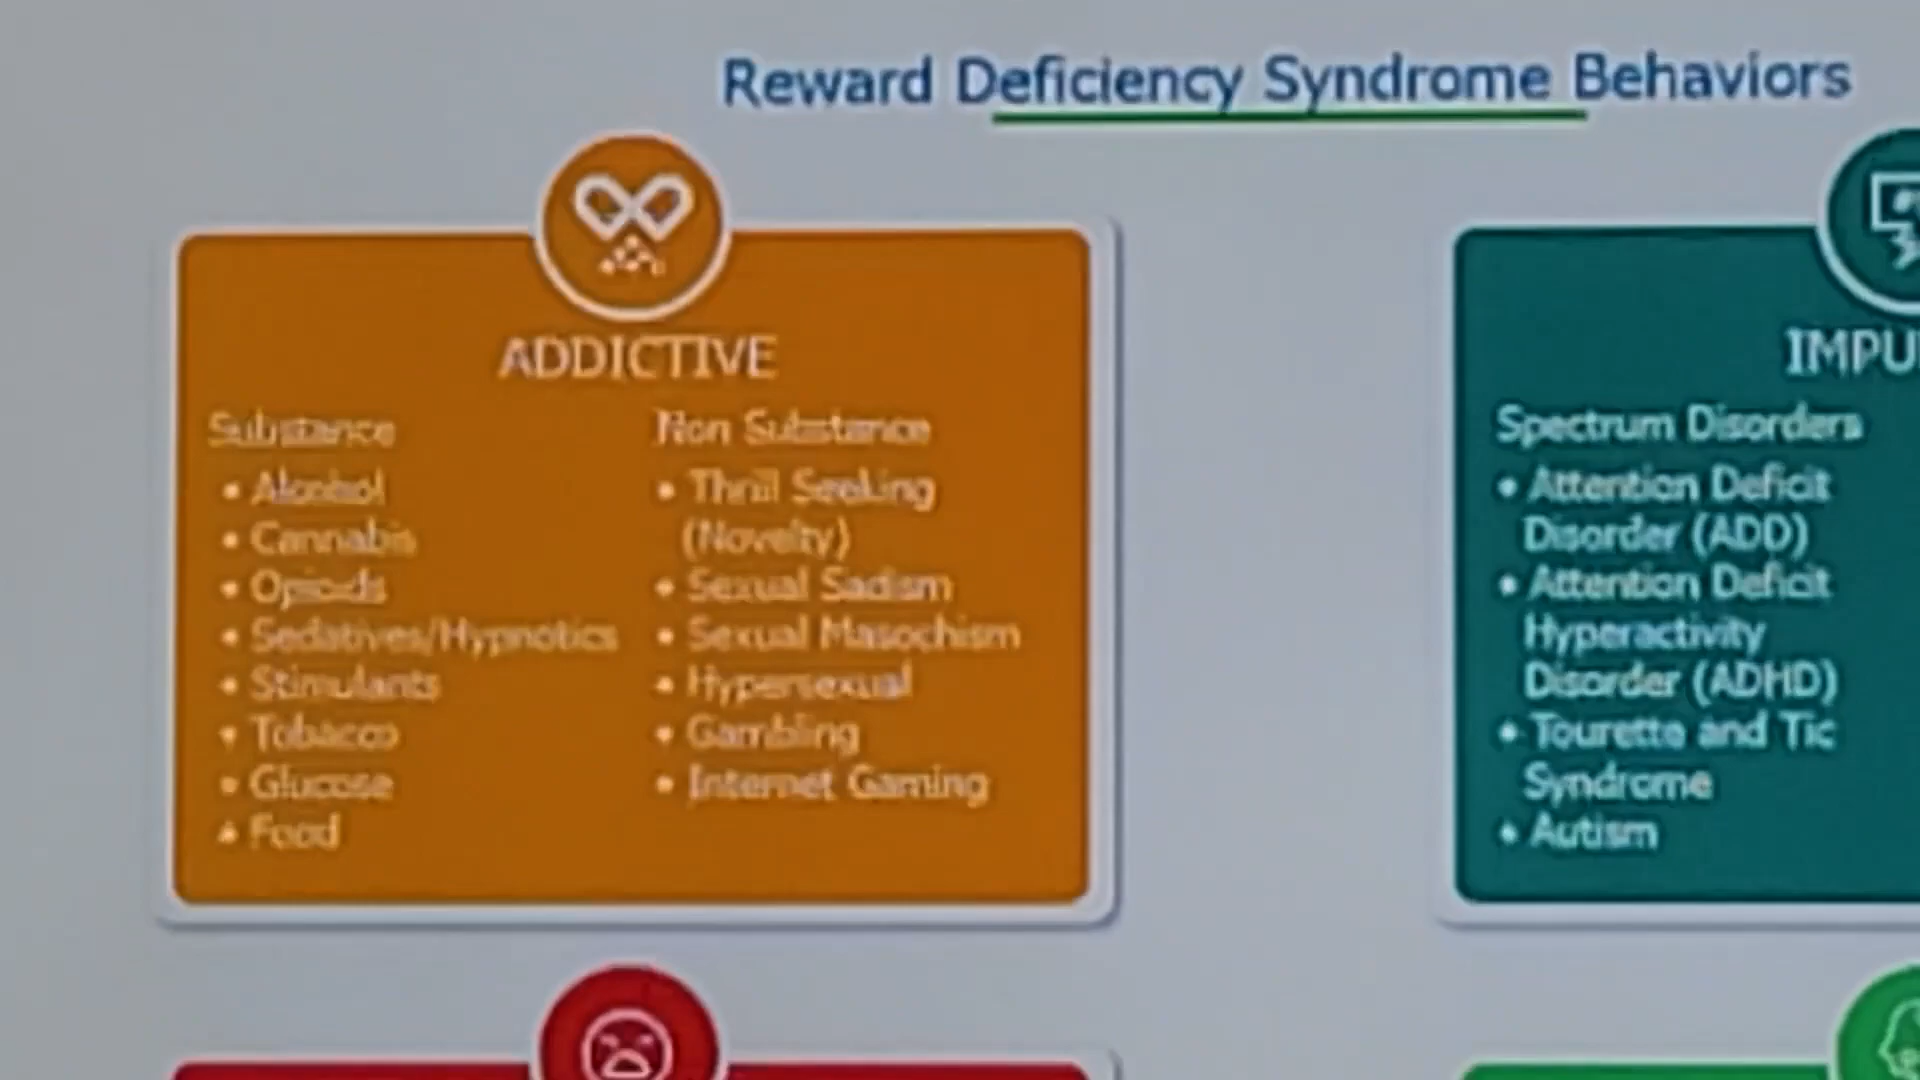 Reward Deficiency Syndrome Behaviors
ADDICTIVE
Substance
• Alcohol
• Cannabis
• Opioids
• Sedatives/Hypnotics
• Stimulants
• Tobacco
• Glucose
• Food
Non Substance
• Thrill Seeking
(Novelty)
• Sexual Sadism
• Sexual Masochism
• Hypersexual
• Gambling
• Internet Gaming
IMPU
Spectrum Disorders
• Attention Deficit
Disorder (ADD)
• Attention Deficit
Hyperactivity
Disorder (ADHD)
• Tourette and Tic
Syndrome
• Autism